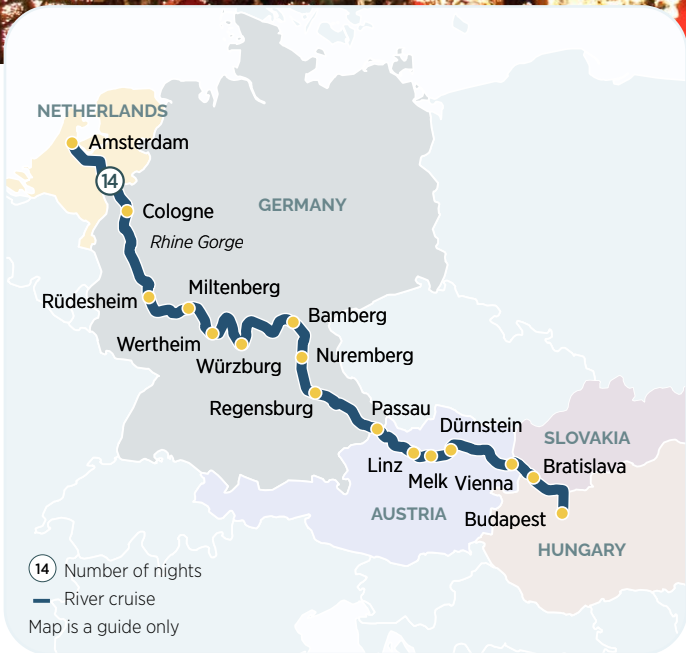 NETHERLANDS
Amsterdam
14
Cologne
GERMANY
Rhine Gorge
Miltenberg
Rüdesheim
Bamberg
Wertheim
Würzburg
Nuremberg
Regensburg
Passau
Dürnstein
SLOVAKIA
Linz
Bratislava
Melk
Vienna
AUSTRIA
Budapest
HUNGARY
14 Number of nights
River cruise
Map is a guide only